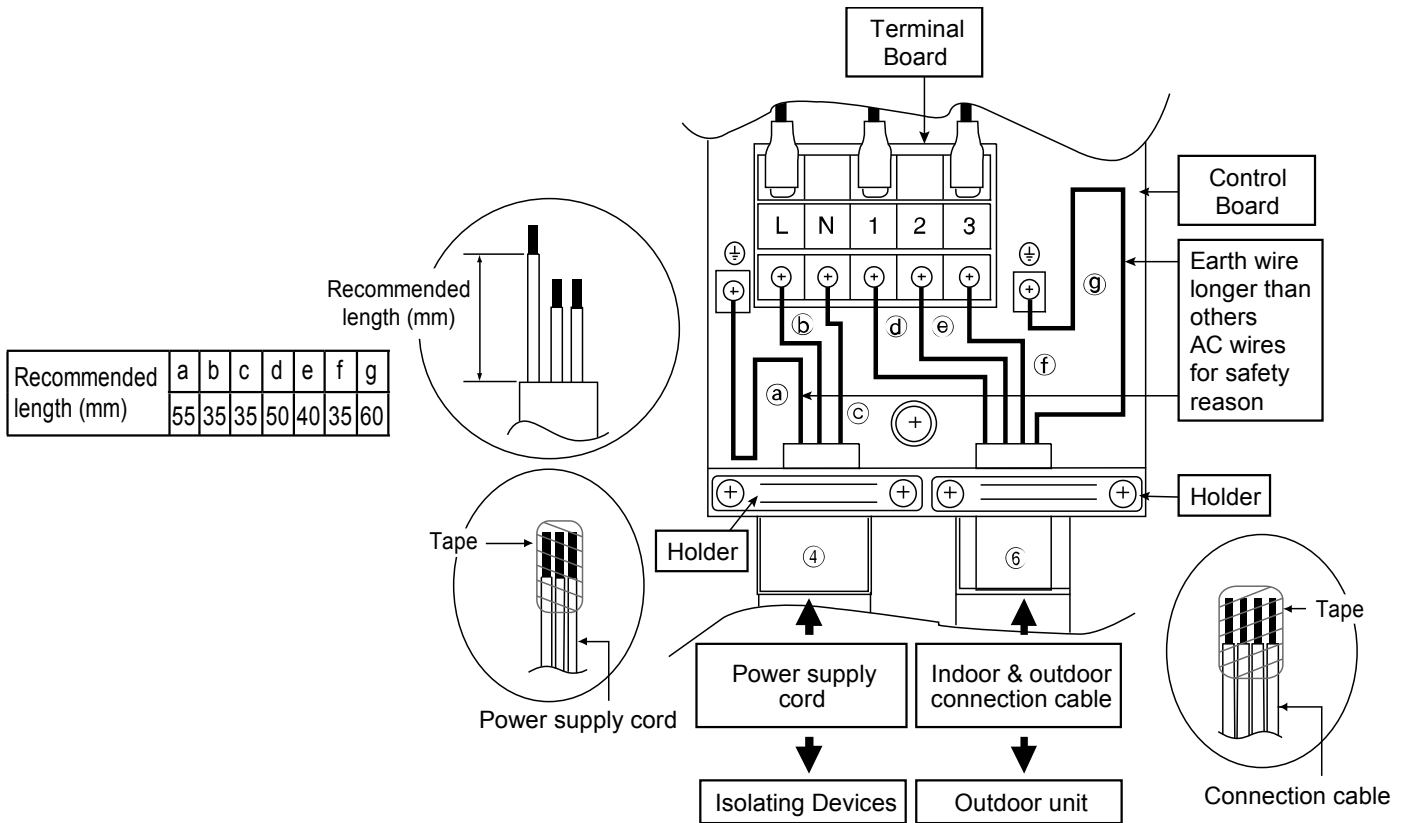 Terminal
Board
Control
Board
L N 1 2 3
Earth wire
longer than
others
AC wires
for safety
reason
Recommended
length (mm)
Recommended
length (mm)
a b c d e f g
55 35 35 50 40 35 60
ⓑ ⓓ ⓔ ⓖ
ⓐ ⓒ ⓕ
Holder
Holder
Tape
④ ⑥
Tape
Power supply
cord
Indoor & outdoor
connection cable
Power supply cord
Isolating Devices
Outdoor unit
Connection cable